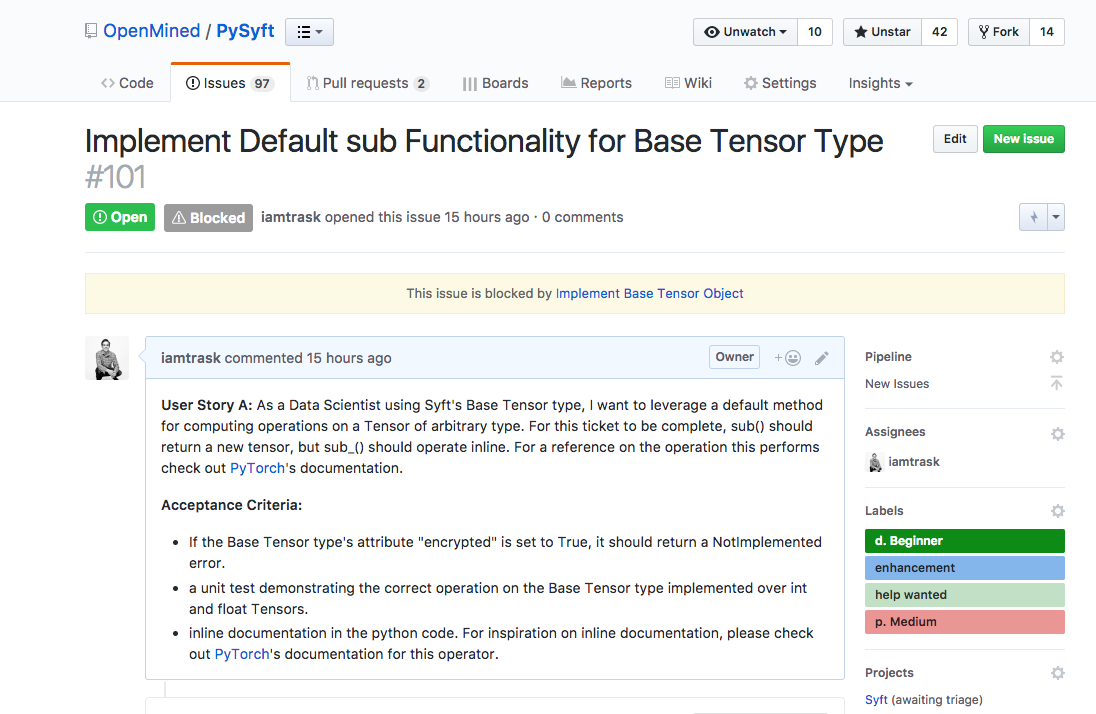 OpenMined / PySyft
Unwatch 10
Unstar 42
Fork 14
Code
Issues 97
Pull requests 2
Boards
Reports
Wiki
Settings
Insights
Implement Default sub Functionality for Base Tensor Type
#101
Edit
New issue
Open
Blocked
iamtrask opened this issue 15 hours ago · 0 comments
This issue is blocked by Implement Base Tensor Object
iamtrask commented 15 hours ago
Owner
User Story A: As a Data Scientist using Syft's Base Tensor type, I want to leverage a default method
for computing operations on a Tensor of arbitrary type. For this ticket to be complete, sub() should
return a new tensor, but sub_() should operate inline. For a reference on the operation this performs
check out PyTorch's documentation.
Acceptance Criteria:
• If the Base Tensor type's attribute "encrypted" is set to True, it should return a NotImplemented
error.
• a unit test demonstrating the correct operation on the Base Tensor type implemented over int
and float Tensors.
• inline documentation in the python code. For inspiration on inline documentation, please check
out PyTorch's documentation for this operator.
Pipeline
New Issues
Assignees
iamtrask
Labels
d. Beginner
enhancement
help wanted
p. Medium
Projects
Syft (awaiting triage)